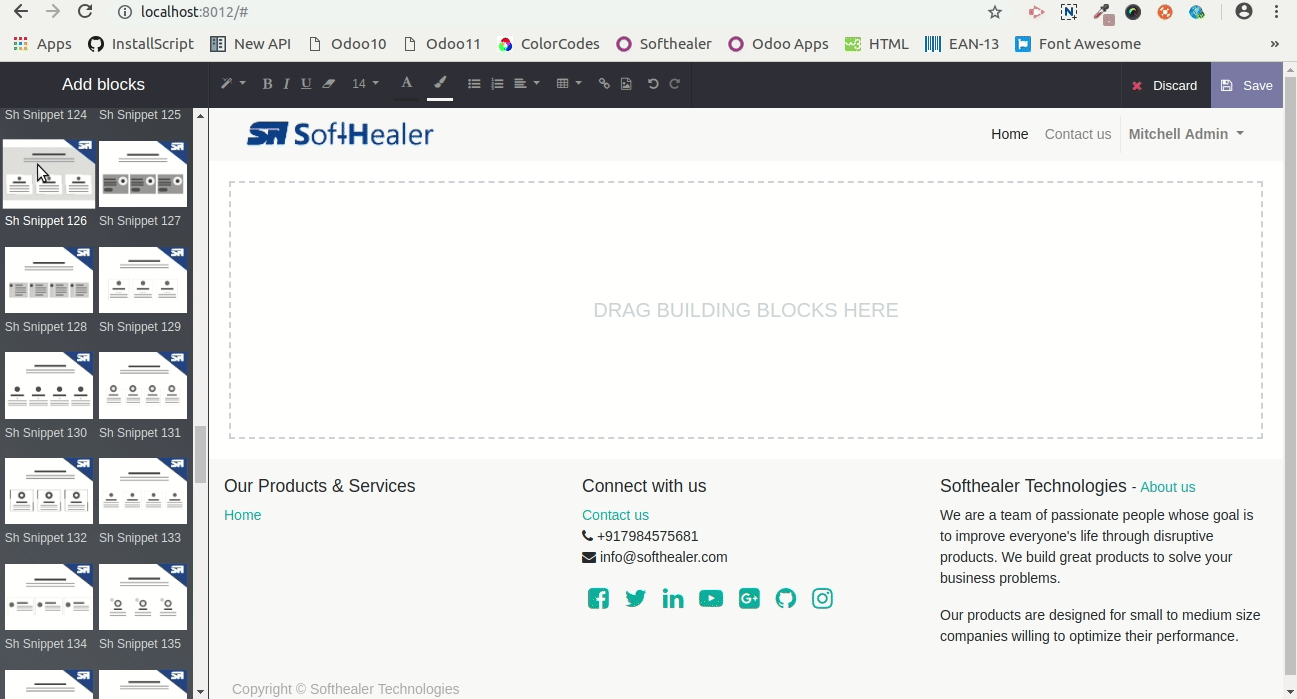 localhost:8012/#
Apps InstallScript New API Odoo10 Odoo11 ColorCodes Softhealer Odoo Apps HTML EAN-13 Font Awesome »
Add blocks B I U 14 A Discard Save
Sh Snippet 124 Sh Snippet 125
Sh Snippet 126 Sh Snippet 127
Sh Snippet 128 Sh Snippet 129
Sh Snippet 130 Sh Snippet 131
Sh Snippet 132 Sh Snippet 133
Sh Snippet 134 Sh Snippet 135
SoftHealer
Home Contact us Mitchell Admin
DRAG BUILDING BLOCKS HERE
Our Products & Services
Home
Connect with us
Contact us
+917984575681
info@softhealer.com
Softhealer Technologies - About us
We are a team of passionate people whose goal is
to improve everyone's life through disruptive
products. We build great products to solve your
business problems.
Our products are designed for small to medium size
companies willing to optimize their performance.
Copyright © Softhealer Technologies